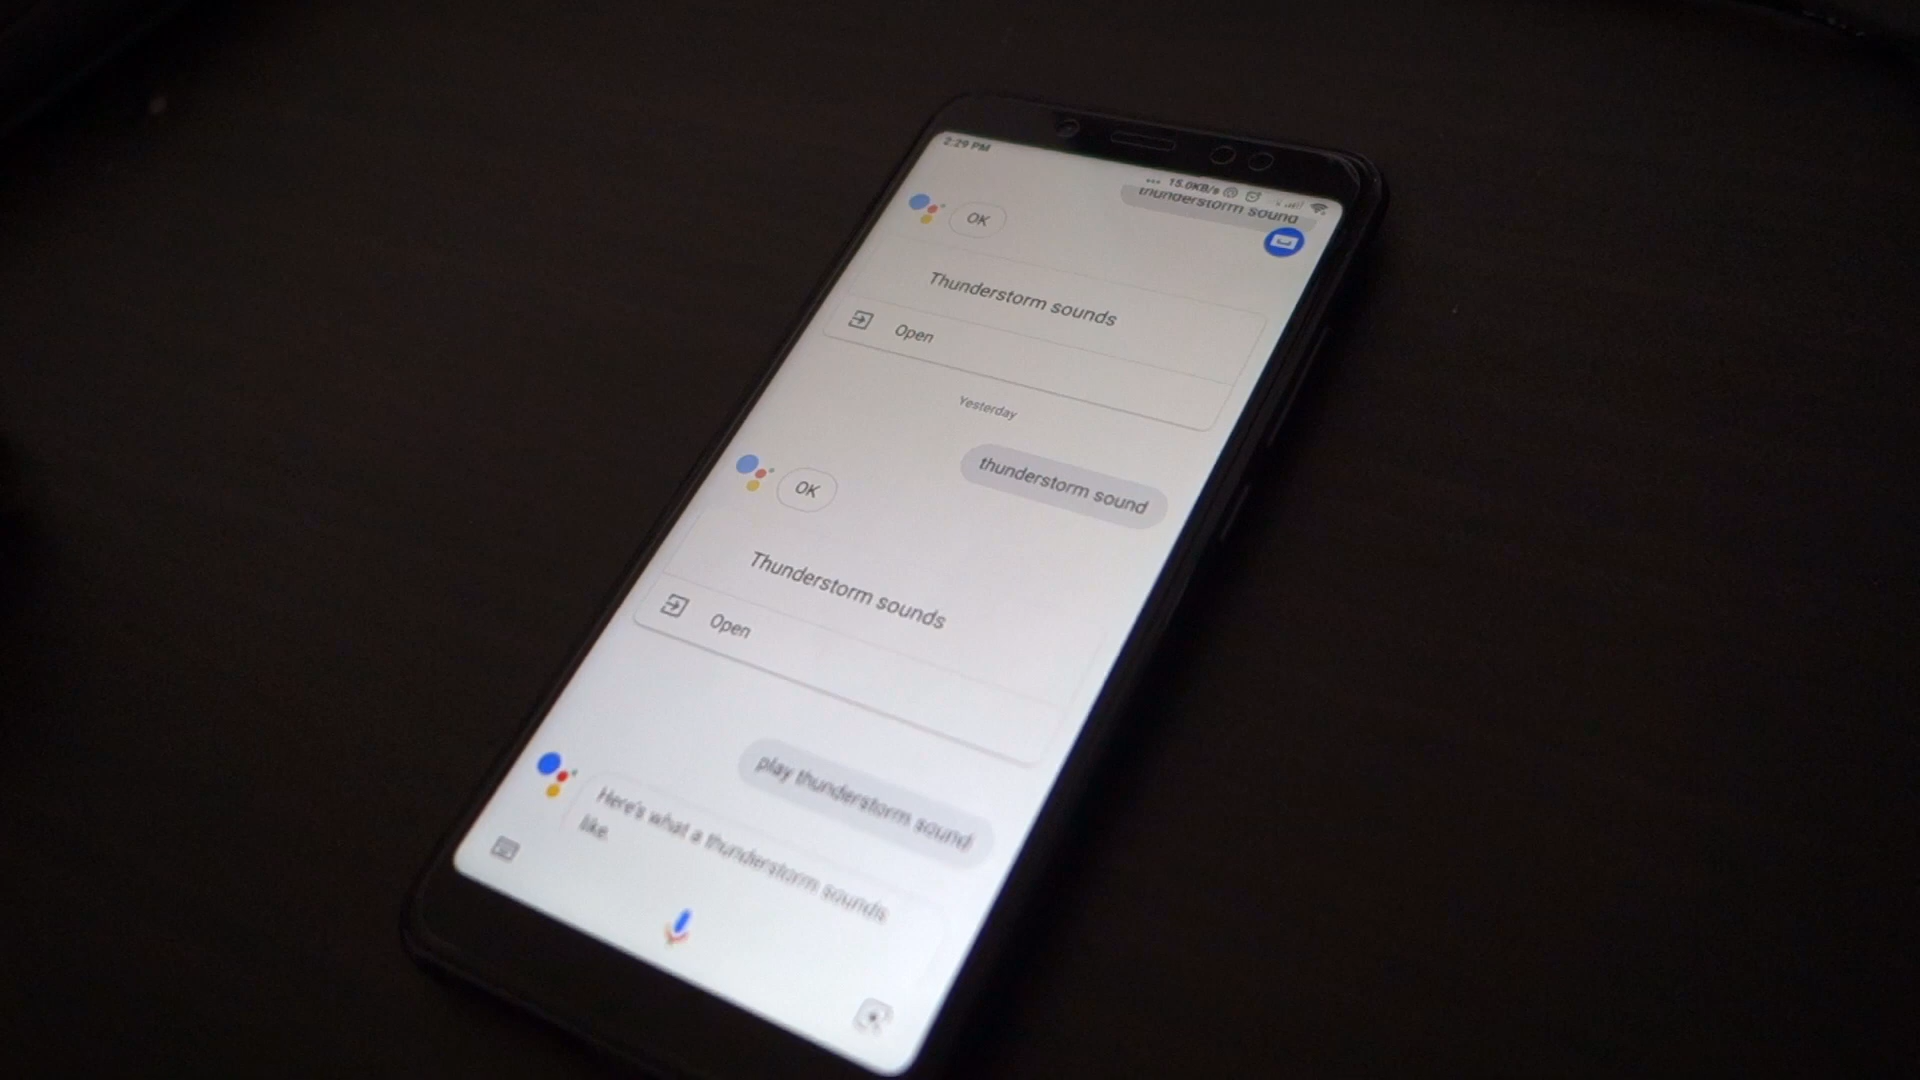 2:29 PM
... 15.0KB/s
thunderstorm sound
OK
Thunderstorm sounds
Open
Yesterday
thunderstorm sound
OK
Thunderstorm sounds
Open
play thunderstorm sound
Here's what a thunderstorm sounds
like.